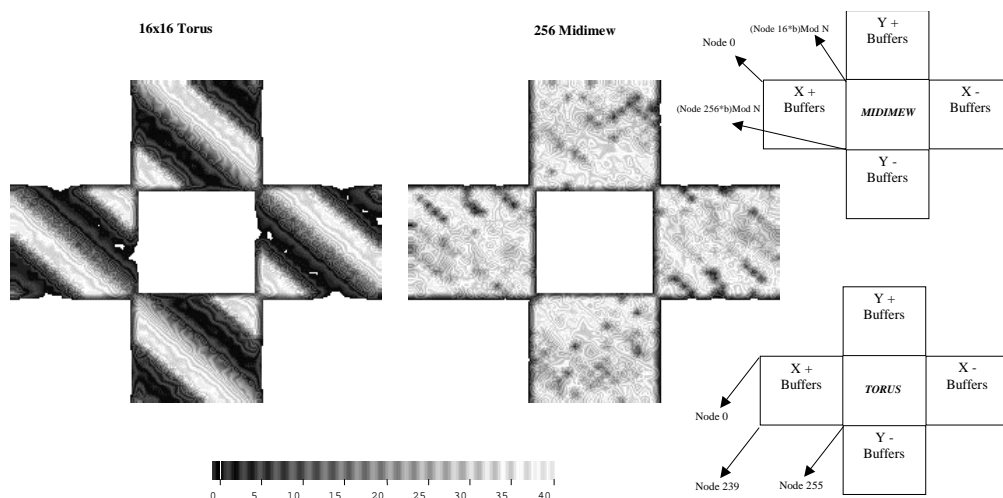 16x16 Torus
256 Midimew
Y +
Buffers
(Node 16*b)Mod N
Node 0
X +
Buffers
MIDIMEW
X -
Buffers
(Node 256*b)Mod N
Y -
Buffers
Y +
Buffers
X +
Buffers
TORUS
X -
Buffers
Node 0
Y -
Buffers
Node 239
Node 255
0 5 10 15 20 25 30 35 40